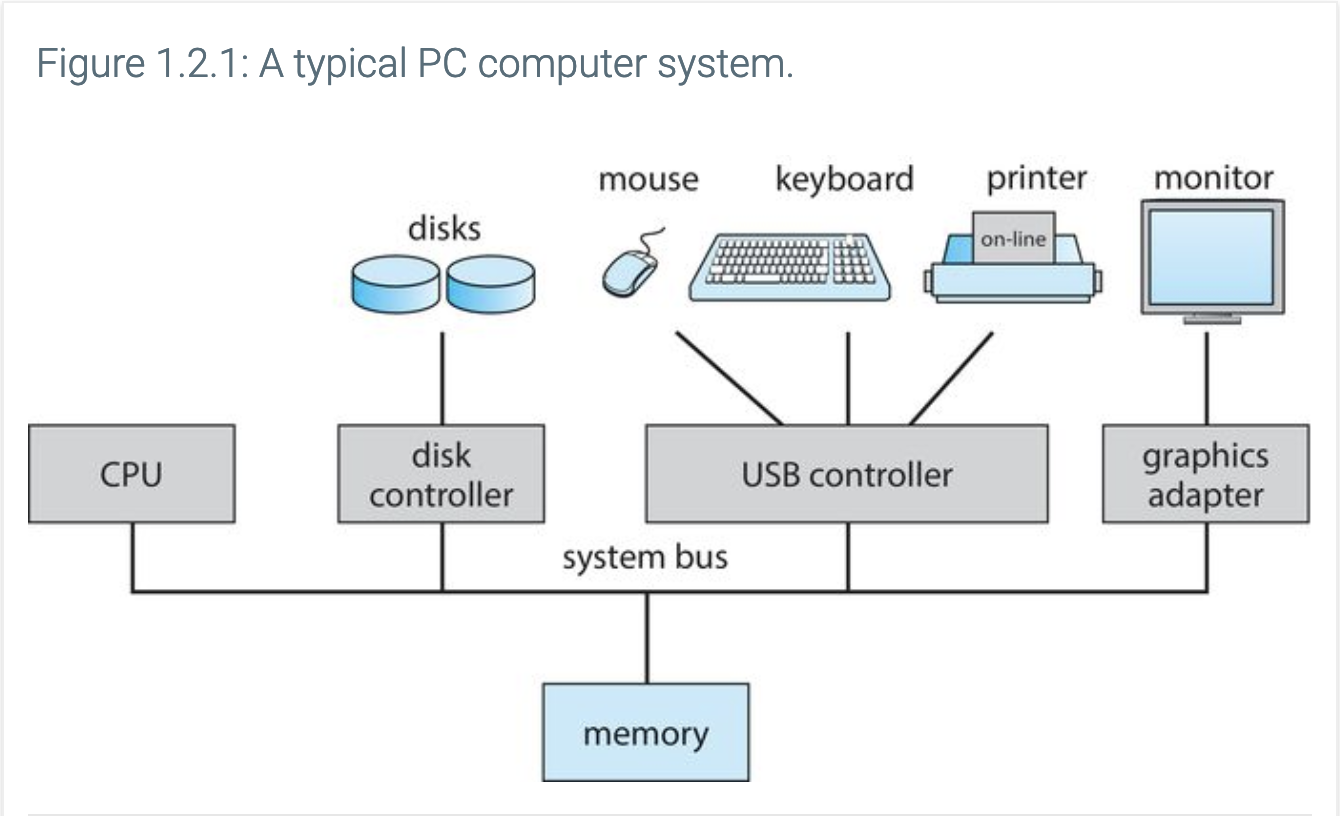 Figure 1.2.1: A typical PC computer system.
mouse
keyboard
printer
monitor
disks
on-line
CPU
disk
controller
USB controller
graphics
adapter
system bus
memory